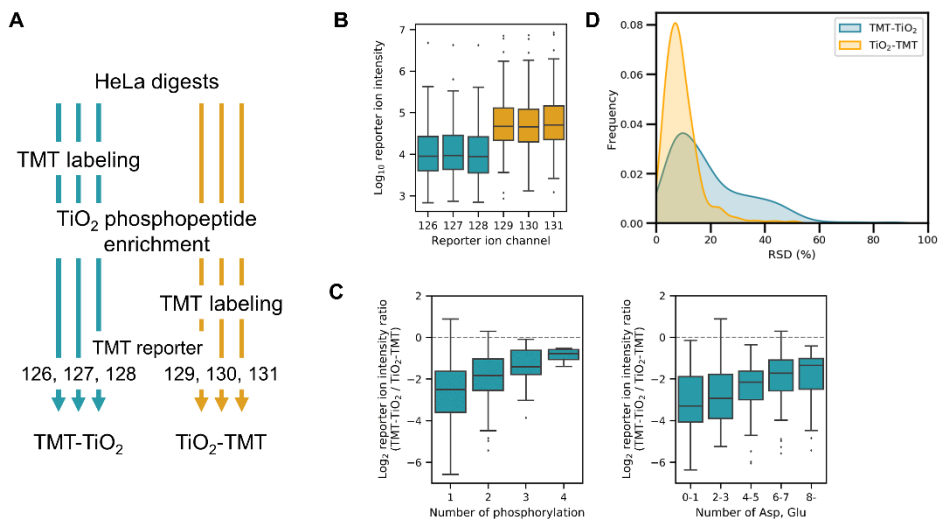 A
HeLa digests
TMT labeling
TiO₂ phosphopeptide
enrichment
TMT labeling
TMT reporter
126, 127, 128
129, 130, 131
TMT-TiO₂
TiO₂-TMT
B
Log₁₀ reporter ion intensity
7
6
5
4
3
126 127 128 129 130 131
Reporter ion channel
D
Frequency
0.08
0.06
0.04
0.02
0.00
0 20 40 60 80 100
RSD (%)
TMT-TiO₂
TiO₂-TMT
C
Log₂ reporter ion intensity ratio
(TMT-TiO₂ / TiO₂-TMT)
2
0
−2
−4
−6
1 2 3 4
Number of phosphorylation
Log₂ reporter ion intensity ratio
(TMT-TiO₂ / TiO₂-TMT)
2
0
−2
−4
−6
0-1 2-3 4-5 6-7 8-
Number of Asp, Glu